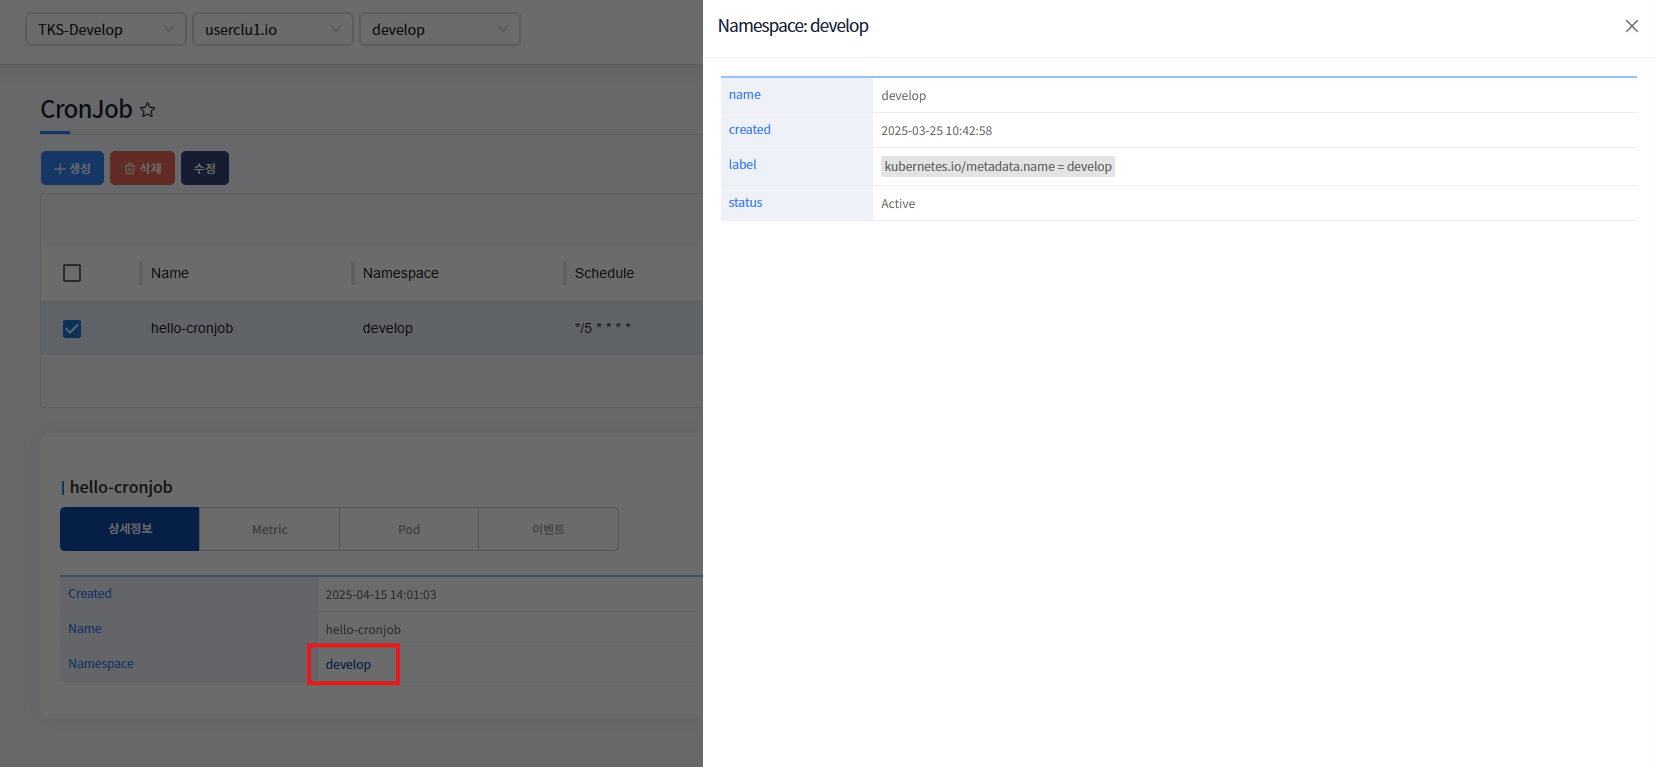 TKS-Develop userclu1.io develop
CronJob
생성 삭제 수정
Name Namespace Schedule
hello-cronjob develop */5 * * * *
hello-cronjob
상세정보 Metric Pod 이벤트
Created 2025-04-15 14:01:03
Name hello-cronjob
Namespace develop
Namespace: develop
name develop
created 2025-03-25 10:42:58
label kubernetes.io/metadata.name = develop
status Active